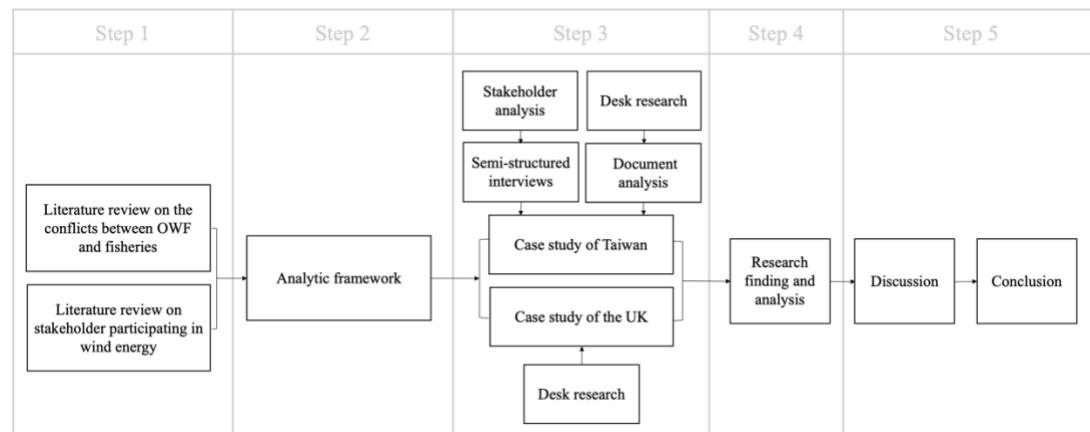 Step 1
Step 2
Step 3
Step 4
Step 5
Literature review on the
conflicts between OWF
and fisheries
Literature review on
stakeholder participating in
wind energy
Analytic framework
Stakeholder
analysis
Desk research
Semi-structured
interviews
Document
analysis
Case study of Taiwan
Case study of the UK
Desk research
Research
finding and
analysis
Discussion
Conclusion